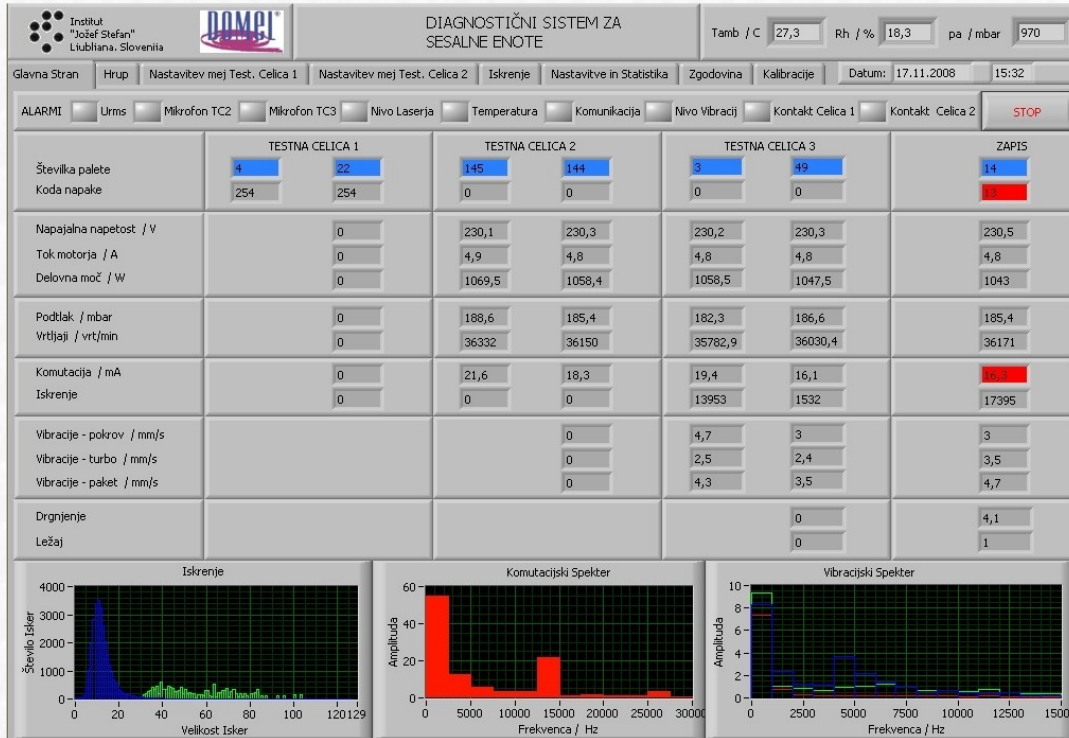 Institut
"Jožef Stefan"
Ljubljana, Slovenija
DOMEL
DIAGNOSTIČNI SISTEM ZA
SESALNE ENOTE
Tamb / C 27,3 Rh / % 18,3 pa / mbar 970
Glavna Stran Hrup Nastavitev mej Test. Celica 1 Nastavitev mej Test. Celica 2 Iskrenje Nastavitve in Statistika Zgodovina Kalibracije Datum: 17.11.2008 15:32
ALARMI Urms Mikrofon TC2 Mikrofon TC3 Nivo Laserja Temperatura Komunikacija Nivo Vibracij Kontakt Celica 1 Kontakt Celica 2 STOP
TESTNA CELICA 1 TESTNA CELICA 2 TESTNA CELICA 3 ZAPIS
Številka palete 4 22 145 144 3 49 14
Koda napake 254 254 0 0 0 0 13
Napajalna napetost / V 0 230,1 230,3 230,2 230,3 230,5
Tok motorja / A 0 4,9 4,8 4,8 4,8 4,8
Delovna moč / W 0 1069,5 1058,4 1058,5 1047,5 1043
Podtlak / mbar 0 188,6 185,4 182,3 186,6 185,4
Vrtljaji / vrt/min 0 36332 36150 35782,9 36030,4 36171
Komutacija / mA 0 21,6 18,3 19,4 16,1 16,3
Iskrenje 0 0 0 13953 1532 17395
Vibracije - pokrov / mm/s 0 4,7 3 3
Vibracije - turbo / mm/s 0 2,5 2,4 3,5
Vibracije - paket / mm/s 0 4,3 3,5 4,7
Drgnjenje 0 4,1
Ležaj 0 1
Iskrenje
4000
3000
2000
1000
0
Število Isker
0 20 40 60 80 100 120129
Velikost Isker
Komutacijski Spekter
60
40
20
0
Amplituda
0 5000 10000 15000 20000 25000 30000
Frekvenca / Hz
Vibracijski Spekter
10
8
6
4
2
0
Amplituda
0 2500 5000 7500 10000 12500 1500
Frekvenca / Hz